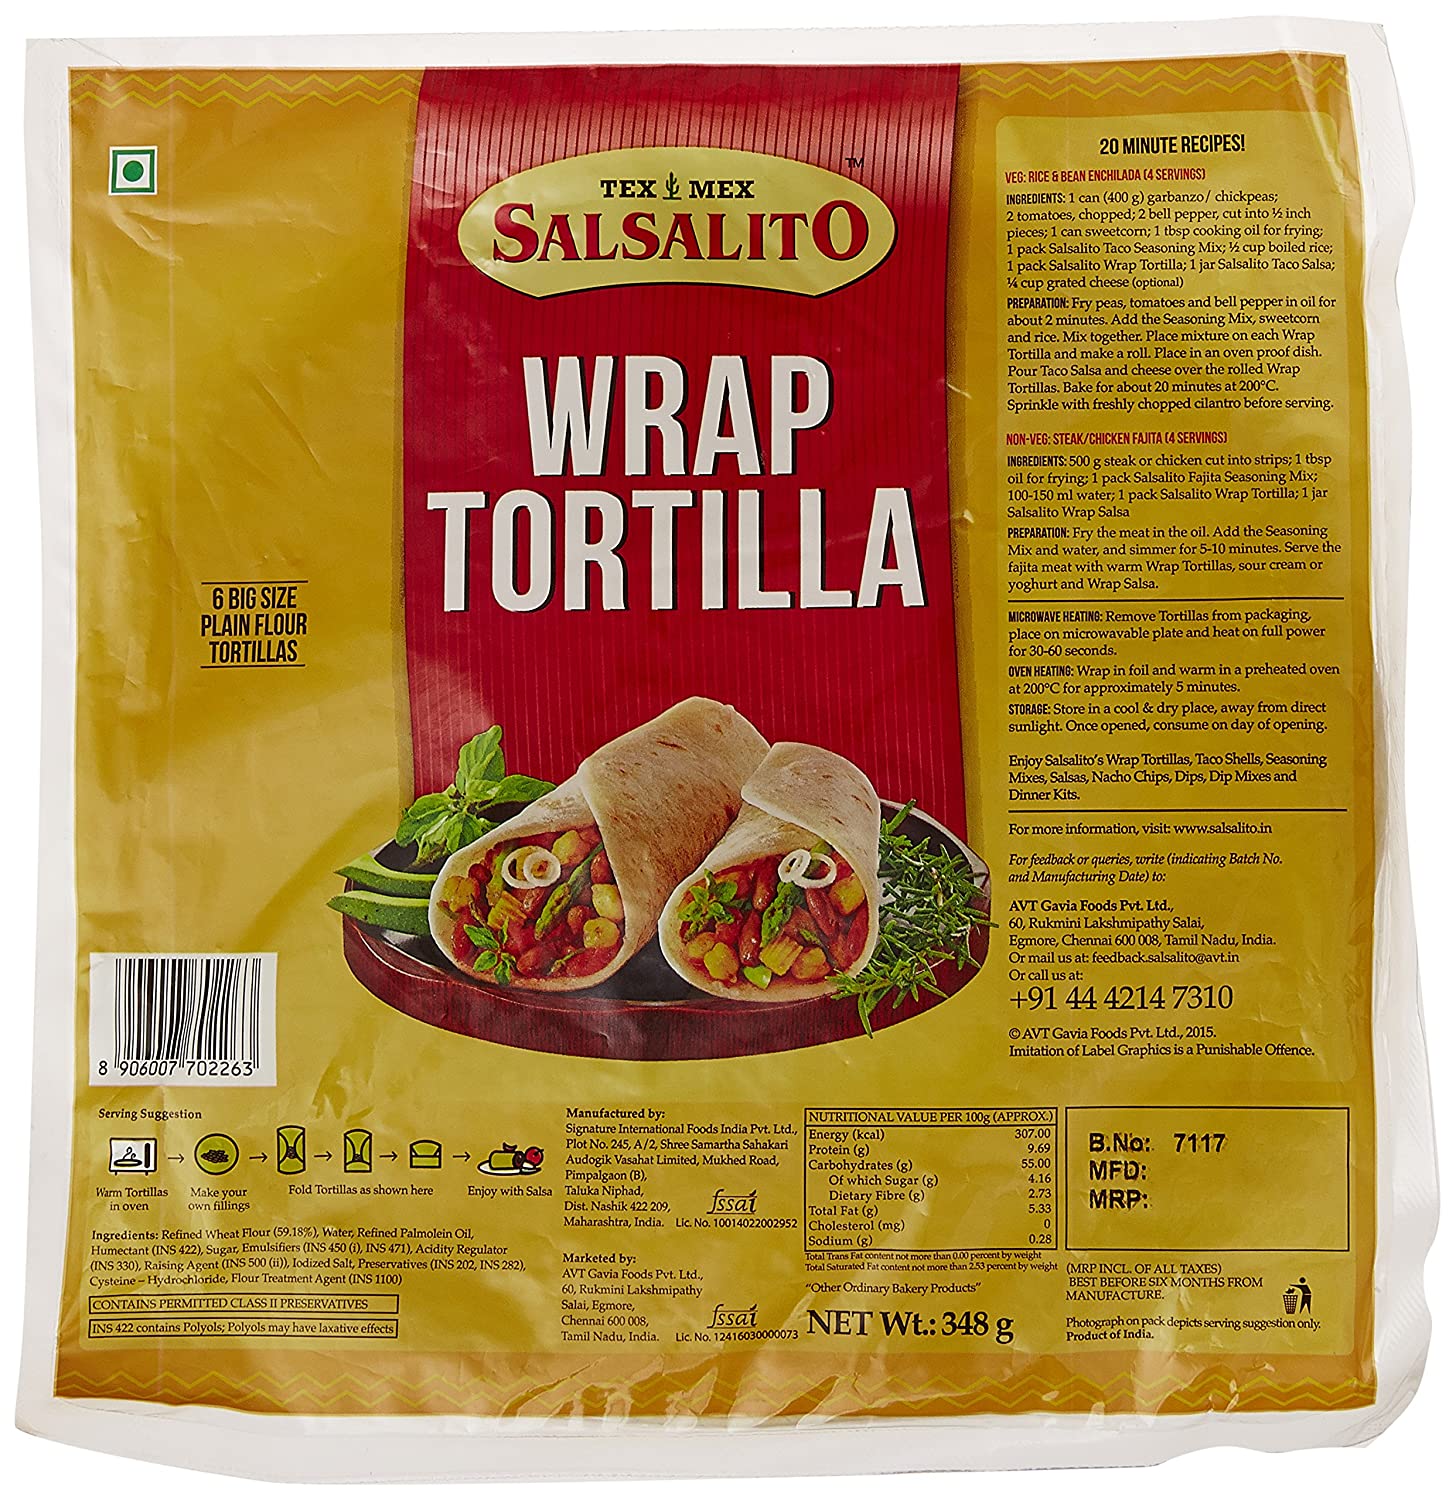 TEX MEX
SALSALITO
TM
WRAP
TORTILLA
6 BIG SIZE
PLAIN FLOUR
TORTILLAS
20 MINUTE RECIPES!
VEG: RICE & BEAN ENCHILADA (4 SERVINGS)
INGREDIENTS: 1 can (400 g) garbanzo/ chickpeas;
2 tomatoes, chopped; 2 bell pepper, cut into ½ inch
pieces; 1 can sweetcorn; 1 tbsp cooking oil for frying;
1 pack Salsalito Taco Seasoning Mix; ½ cup boiled rice;
1 pack Salsalito Wrap Tortilla; 1 jar Salsalito Taco Salsa;
¼ cup grated cheese (optional)
PREPARATION: Fry peas, tomatoes and bell pepper in oil for
about 2 minutes. Add the Seasoning Mix, sweetcorn
and rice. Mix together. Place mixture on each Wrap
Tortilla and make a roll. Place in an oven proof dish.
Pour Taco Salsa and cheese over the rolled Wrap
Tortillas. Bake for about 20 minutes at 200°C.
Sprinkle with freshly chopped cilantro before serving.
NON-VEG: STEAK/CHICKEN FAJITA (4 SERVINGS)
INGREDIENTS: 500 g steak or chicken cut into strips; 1 tbsp
oil for frying; 1 pack Salsalito Fajita Seasoning Mix;
100-150 ml water; 1 pack Salsalito Wrap Tortilla; 1 jar
Salsalito Wrap Salsa
PREPARATION: Fry the meat in the oil. Add the Seasoning
Mix and water, and simmer for 5-10 minutes. Serve the
fajita meat with warm Wrap Tortillas, sour cream or
yoghurt and Wrap Salsa.
MICROWAVE HEATING: Remove Tortillas from packaging,
place on microwavable plate and heat on full power
for 30-60 seconds.
OVEN HEATING: Wrap in foil and warm in a preheated oven
at 200°C for approximately 5 minutes.
STORAGE: Store in a cool & dry place, away from direct
sunlight. Once opened, consume on day of opening.
Enjoy Salsalito's Wrap Tortillas, Taco Shells, Seasoning
Mixes, Salsas, Nacho Chips, Dips, Dip Mixes and
Dinner Kits.
For more information, visit: www.salsalito.in
For feedback or queries, write (indicating Batch No.
and Manufacturing Date) to:
AVT Gavia Foods Pvt. Ltd.,
60, Rukmini Lakshmipathy Salai,
Egmore, Chennai 600 008, Tamil Nadu, India.
Or mail us at: feedback.salsalito@avt.in
Or call us at:
+91 44 4214 7310
© AVT Gavia Foods Pvt. Ltd., 2015.
Imitation of Label Graphics is a Punishable Offence.
8 906007 702263
Serving Suggestion
Warm Tortillas
in oven
Make your
own fillings
Fold Tortillas as shown here
Enjoy with Salsa
Ingredients: Refined Wheat Flour (59.18%), Water, Refined Palmolein Oil,
Humectant (INS 422), Sugar, Emulsifiers (INS 450 (i), INS 471), Acidity Regulator
(INS 330), Raising Agent (INS 500 (ii)), Iodized Salt, Preservatives (INS 202, INS 282),
Cysteine – Hydrochloride, Flour Treatment Agent (INS 1100)
CONTAINS PERMITTED CLASS II PRESERVATIVES
INS 422 contains Polyols; Polyols may have laxative effects
Manufactured by:
Signature International Foods India Pvt. Ltd.,
Plot No. 245, A/2, Shree Samartha Sahakari
Audogik Vasahat Limited, Mukhed Road,
Pimpalgaon (B),
Taluka Niphad,
Dist. Nashik 422 209,
Maharashtra, India.
fssai
Lic. No. 10014022002952
Marketed by:
AVT Gavia Foods Pvt. Ltd.,
60, Rukmini Lakshmipathy
Salai, Egmore,
Chennai 600 008,
Tamil Nadu, India.
fssai
Lic. No. 12416030000073
NUTRITIONAL VALUE PER 100g (APPROX.)
Energy (kcal) 307.00
Protein (g) 9.69
Carbohydrates (g) 55.00
Of which Sugar (g) 4.16
Dietary Fibre (g) 2.73
Total Fat (g) 5.33
Cholesterol (mg) 0
Sodium (g) 0.28
Total Trans Fat content not more than 0.00 percent by weight
Total Saturated Fat content not more than 2.53 percent by weight
"Other Ordinary Bakery Products"
NET Wt.: 348 g
B.No: 7117
MFD:
MRP:
(MRP INCL. OF ALL TAXES)
BEST BEFORE SIX MONTHS FROM
MANUFACTURE.
Photograph on pack depicts serving suggestion only.
Product of India.